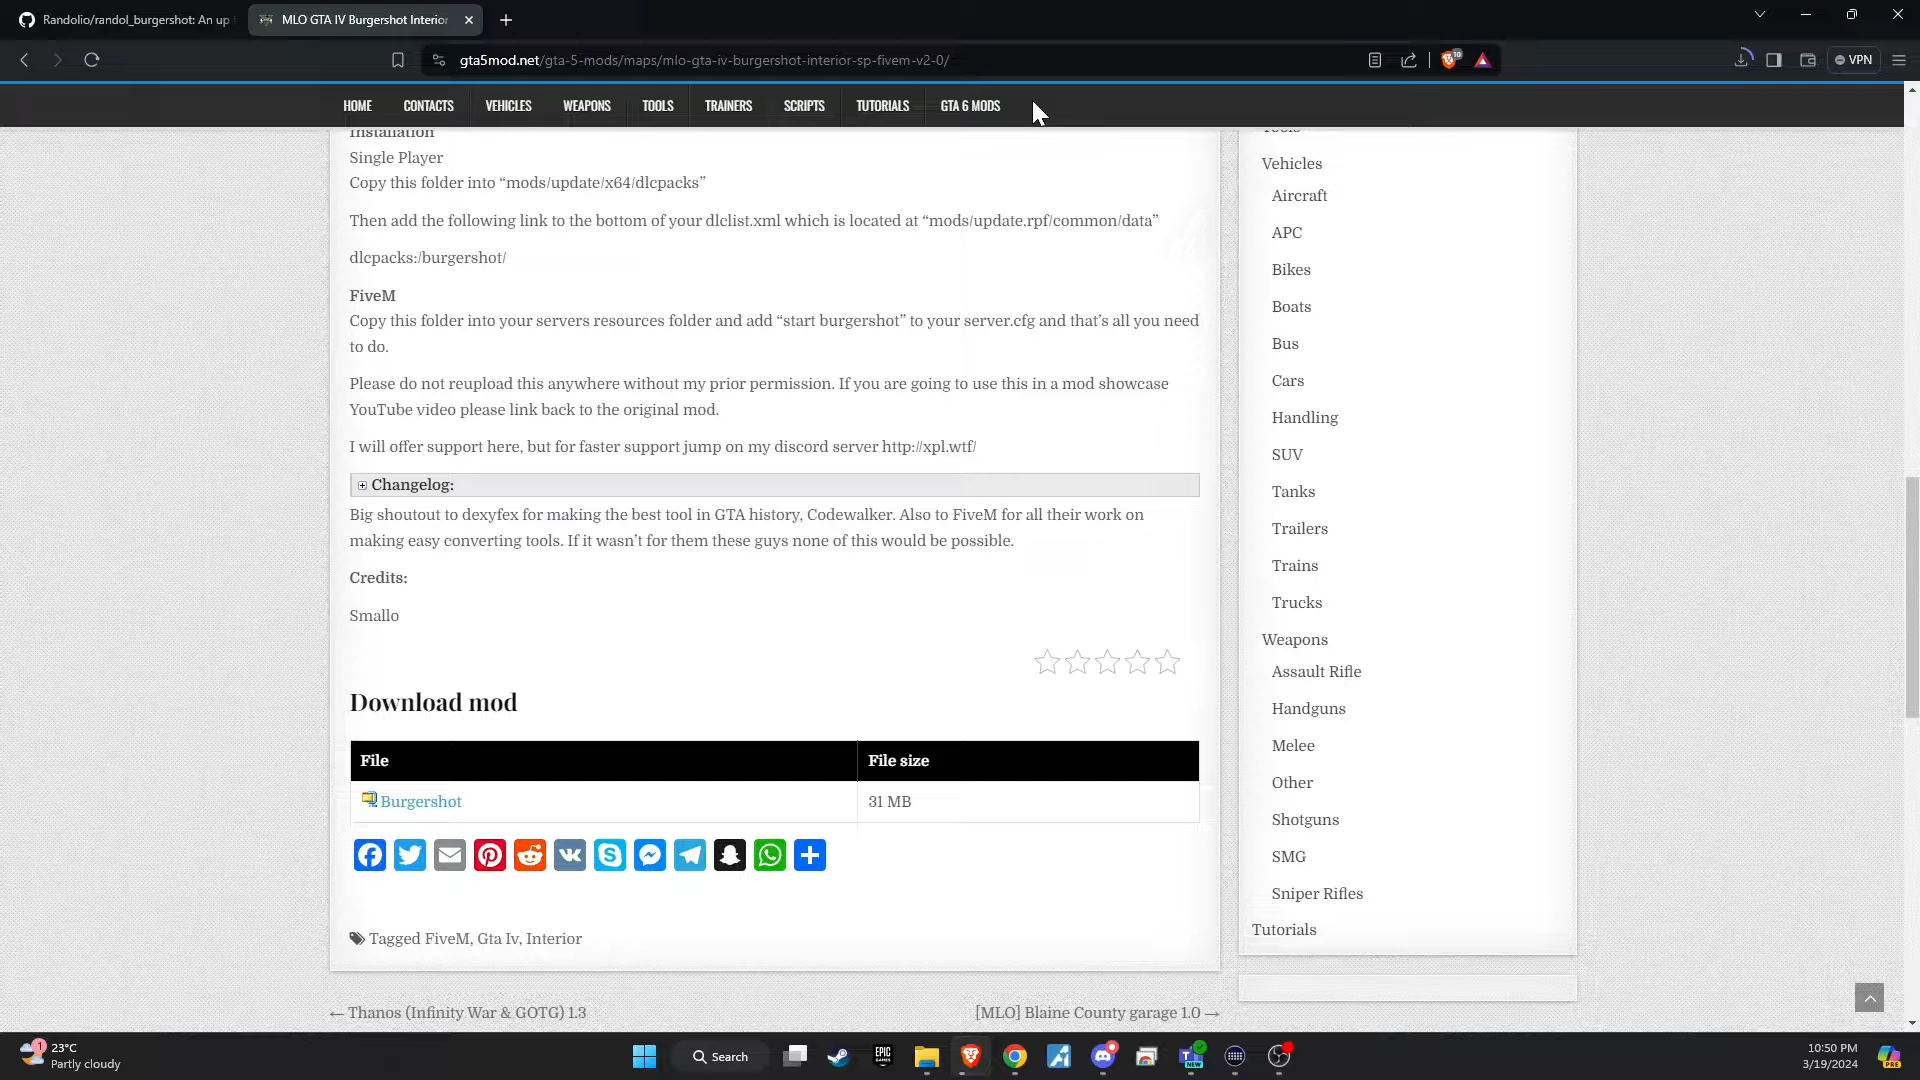 Randolio/randol_burgershot: An up
MLO GTA IV Burgershot Interior
gta5mod.net/gta-5-mods/maps/mlo-gta-iv-burgershot-interior-sp-fivem-v2-0/
10
VPN
HOME CONTACTS VEHICLES WEAPONS TOOLS TRAINERS SCRIPTS TUTORIALS GTA 6 MODS
Installation
Single Player
Copy this folder into “mods/update/x64/dlcpacks”
Then add the following link to the bottom of your dlclist.xml which is located at “mods/update.rpf/common/data”
dlcpacks:/burgershot/
FiveM
Copy this folder into your servers resources folder and add “start burgershot” to your server.cfg and that’s all you need
to do.
Please do not reupload this anywhere without my prior permission. If you are going to use this in a mod showcase
YouTube video please link back to the original mod.
I will offer support here, but for faster support jump on my discord server http://xpl.wtf/
Changelog:
Big shoutout to dexyfex for making the best tool in GTA history, Codewalker. Also to FiveM for all their work on
making easy converting tools. If it wasn’t for them these guys none of this would be possible.
Credits:
Smallo
Download mod
File File size
Burgershot 31 MB
Tagged FiveM, Gta Iv, Interior
← Thanos (Infinity War & GOTG) 1.3
[MLO] Blaine County garage 1.0 →
Tools
Vehicles
Aircraft
APC
Bikes
Boats
Bus
Cars
Handling
SUV
Tanks
Trailers
Trains
Trucks
Weapons
Assault Rifle
Handguns
Melee
Other
Shotguns
SMG
Sniper Rifles
Tutorials
1
23°C
Partly cloudy
Search
EPIC
GAMES
NEW
10:50 PM
3/19/2024
PRE